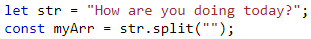 let str = "How are you doing today?";
const myArr = str.split("");